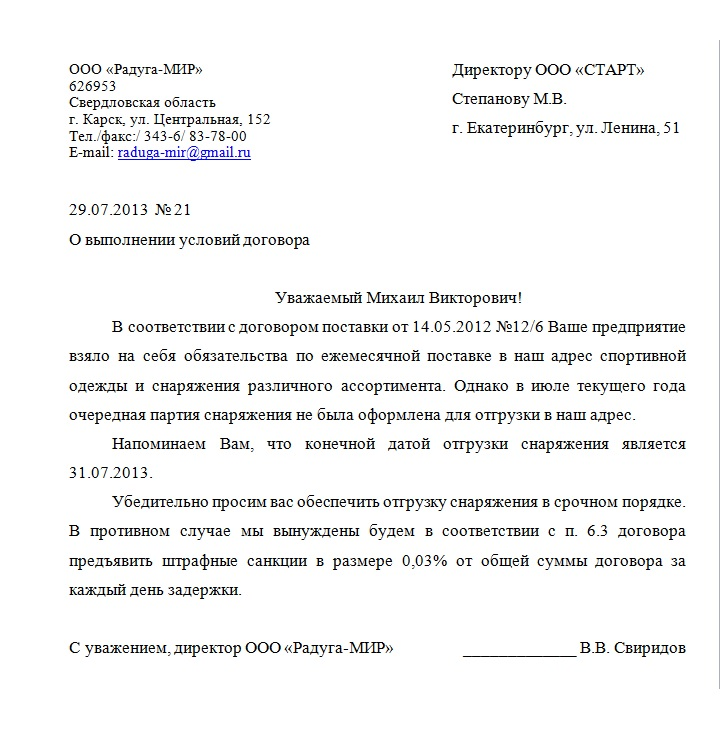 ООО «Радуга-МИР»
626953
Свердловская область
г. Карск, ул. Центральная, 152
Тел./факс:/ 343-6/ 83-78-00
E-mail: raduga-mir@gmail.ru
Директору ООО «СТАРТ»
Степанову М.В.
г. Екатеринбург, ул. Ленина, 51
29.07.2013 № 21
О выполнении условий договора
Уважаемый Михаил Викторович!
В соответствии с договором поставки от 14.05.2012 №12/6 Ваше предприятие
взяло на себя обязательства по ежемесячной поставке в наш адрес спортивной
одежды и снаряжения различного ассортимента. Однако в июле текущего года
очередная партия снаряжения не была оформлена для отгрузки в наш адрес.
Напоминаем Вам, что конечной датой отгрузки снаряжения является
31.07.2013.
Убедительно просим вас обеспечить отгрузку снаряжения в срочном порядке.
В противном случае мы вынуждены будем в соответствии с п. 6.3 договора
предъявить штрафные санкции в размере 0,03% от общей суммы договора за
каждый день задержки.
С уважением, директор ООО «Радуга-МИР» _____________ В.В. Свиридов